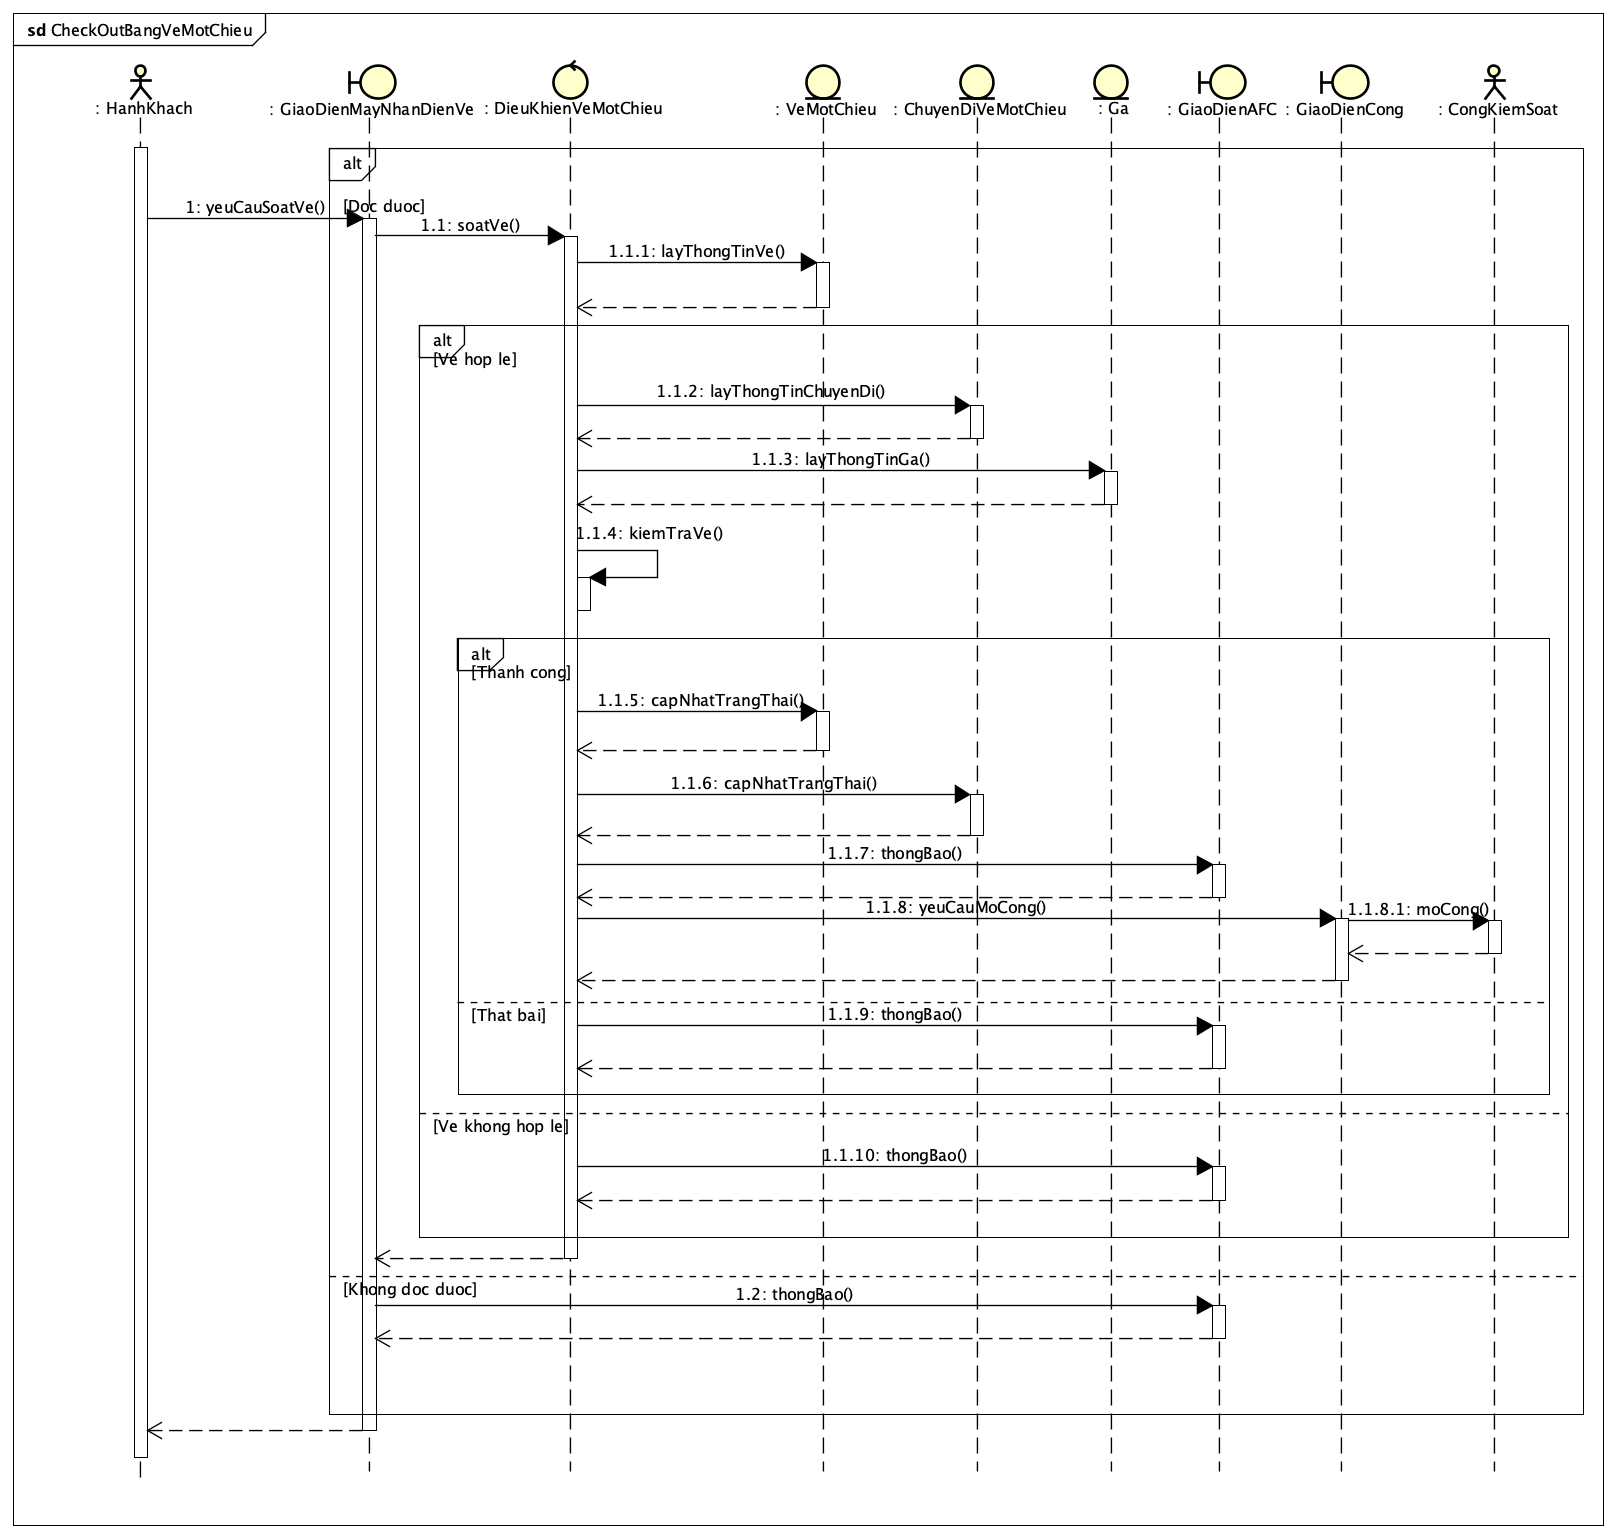 sd CheckOutBangVeMotChieu
: HanhKhach
: GiaoDienMayNhanDienVe
: DieuKhienVeMotChieu
: VeMotChieu
: ChuyenDiVeMotChieu
: Ga
: GiaoDienAFC
: GiaoDienCong
: CongKiemSoat
alt
1: yeuCauSoatVe()
[Doc duoc]
1.1: soatVe()
1.1.1: layThongTinVe()
alt
[Ve hop le]
1.1.2: layThongTinChuyenDi()
1.1.3: layThongTinGa()
1.1.4: kiemTraVe()
alt
[Thanh cong]
1.1.5: capNhatTrangThai()
1.1.6: capNhatTrangThai()
1.1.7: thongBao()
1.1.8: yeuCauMoCong()
1.1.8.1: moCong()
[That bai]
1.1.9: thongBao()
[Ve khong hop le]
1.1.10: thongBao()
[Khong doc duoc]
1.2: thongBao()